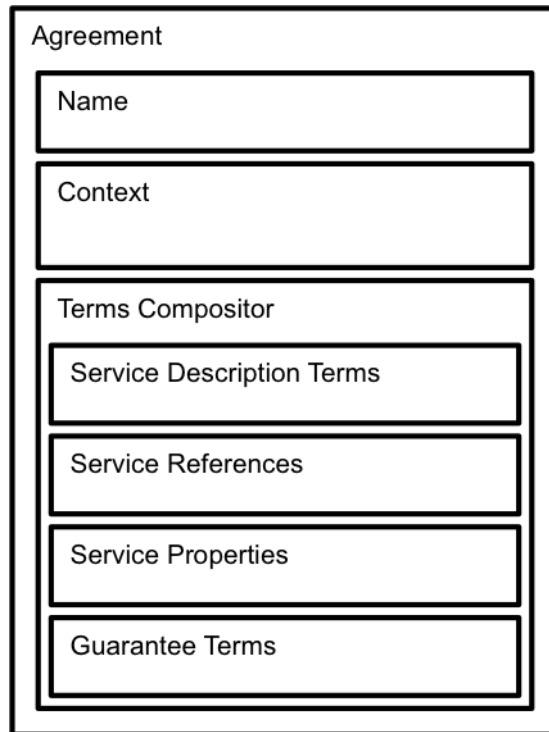 Agreement
Name
Context
Terms Compositor
Service Description Terms
Service References
Service Properties
Guarantee Terms